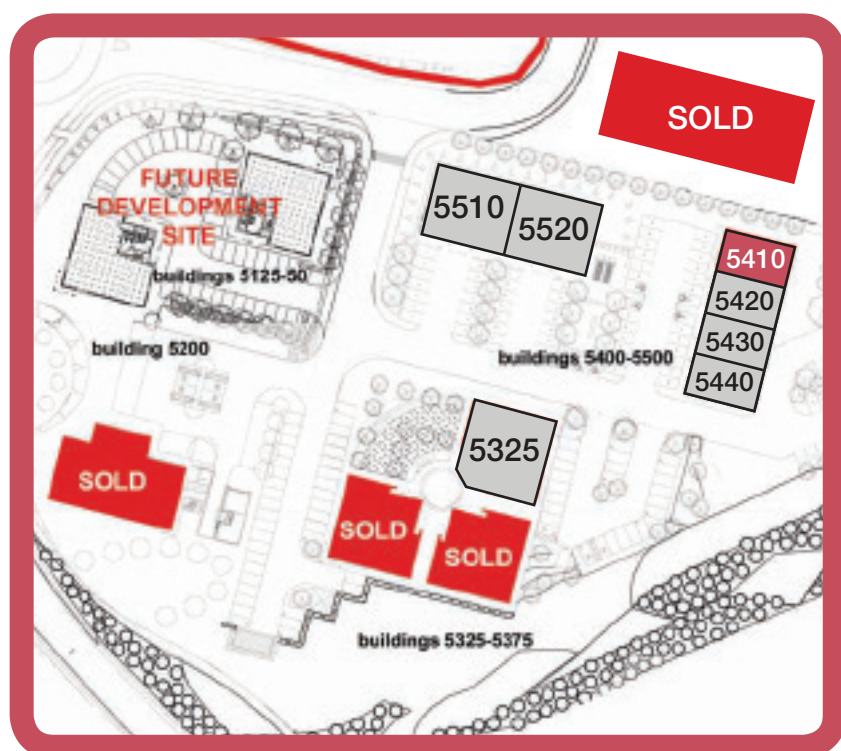 SOLD
FUTURE
DEVELOPMENT
SITE
buildings 5125-50
5510
5520
5410
5420
5430
5440
building 5200
buildings 5400-5500
5325
SOLD
SOLD
SOLD
buildings 5325-5375